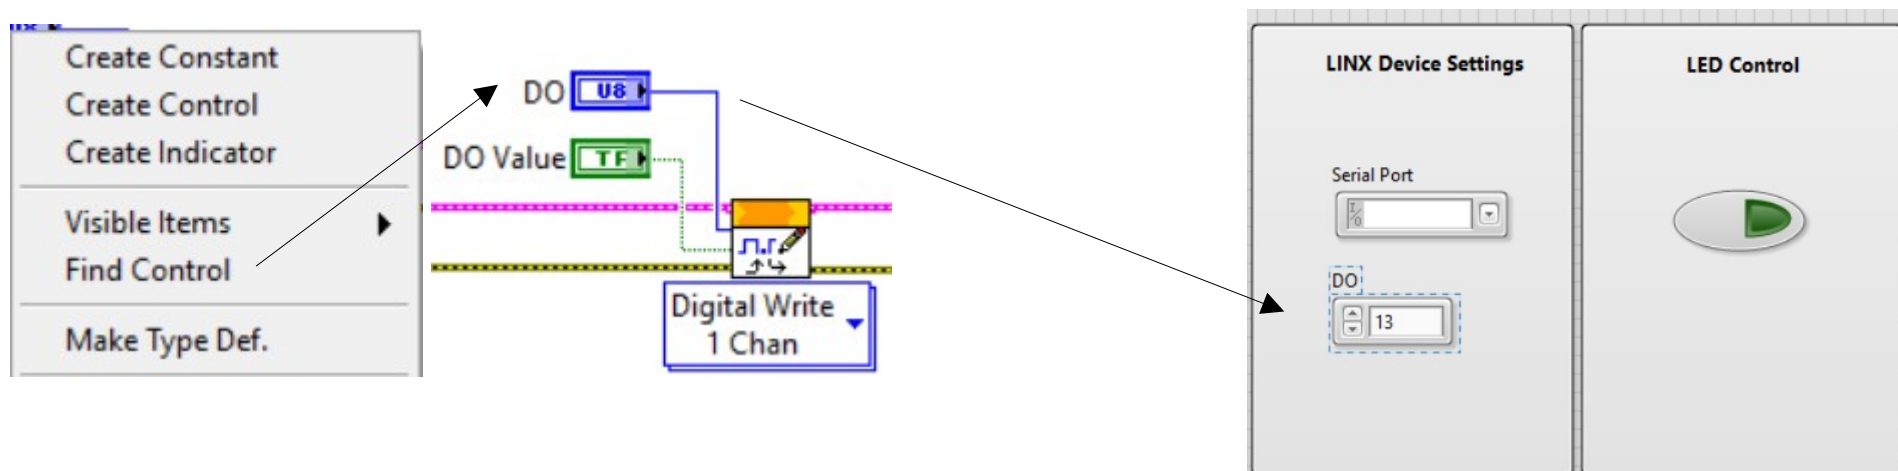 Create Constant
Create Control
Create Indicator
Visible Items
Find Control
Make Type Def.
DO
U8
DO Value
TF
Digital Write
1 Chan
LINX Device Settings
Serial Port
I/O
DO
13
LED Control